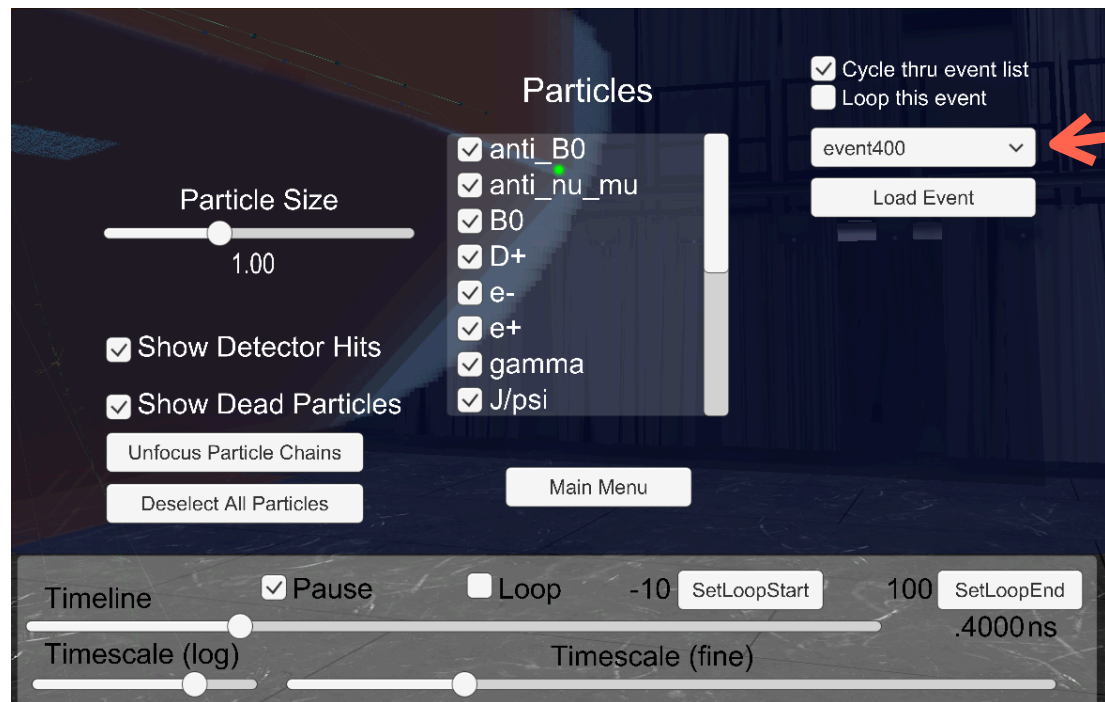 Particles
Cycle thru event list
Loop this event
event400
Load Event
anti_B0
anti_nu_mu
B0
D+
e-
e+
gamma
J/psi
Particle Size
1.00
Show Detector Hits
Show Dead Particles
Unfocus Particle Chains
Deselect All Particles
Main Menu
Timeline
Pause
Loop
-10 SetLoopStart
100 SetLoopEnd
.4000ns
Timescale (log)
Timescale (fine)